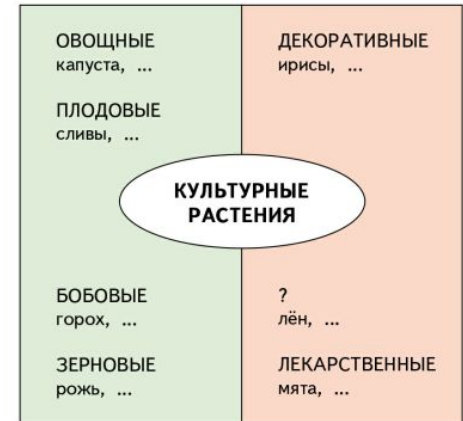 ОВОЩНЫЕ
капуста, ...
ПЛОДОВЫЕ
сливы, ...
ДЕКОРАТИВНЫЕ
ирисы, ...
КУЛЬТУРНЫЕ
РАСТЕНИЯ
БОБОВЫЕ
горох, ...
ЗЕРНОВЫЕ
рожь, ...
?
лён, ...
ЛЕКАРСТВЕННЫЕ
мята, ...